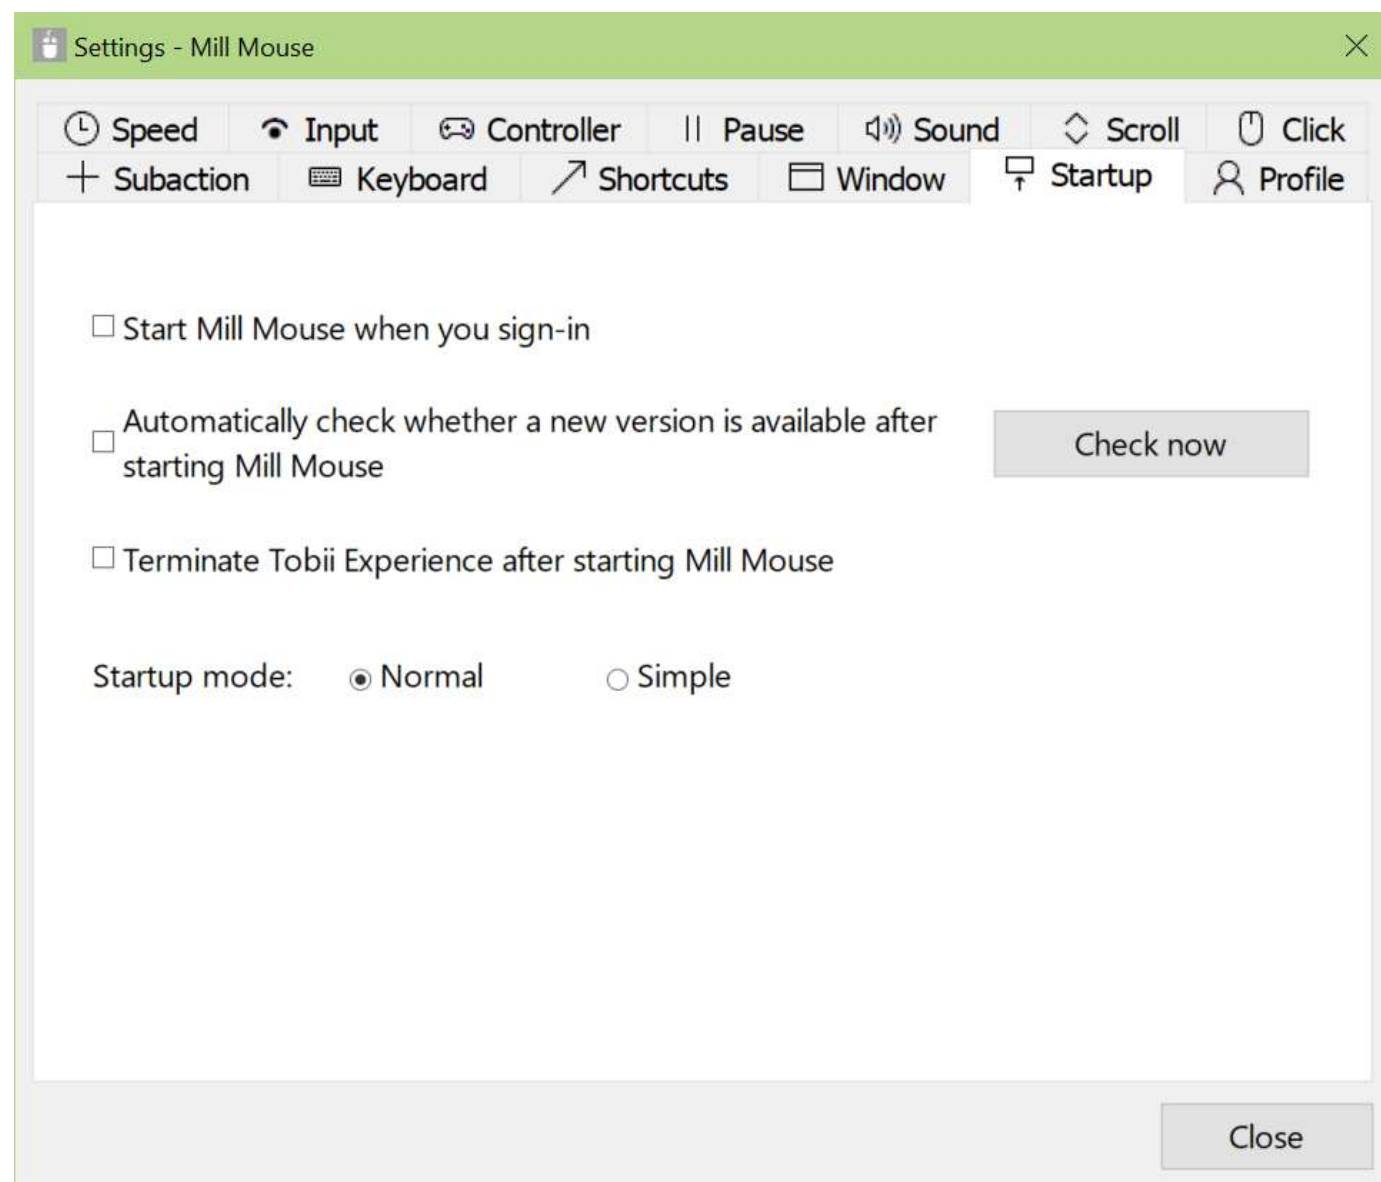 Settings - Mill Mouse
Speed Input Controller Pause Sound Scroll Click
Subaction Keyboard Shortcuts Window Startup Profile
Start Mill Mouse when you sign-in
Automatically check whether a new version is available after
starting Mill Mouse
Check now
Terminate Tobii Experience after starting Mill Mouse
Startup mode: Normal Simple
Close